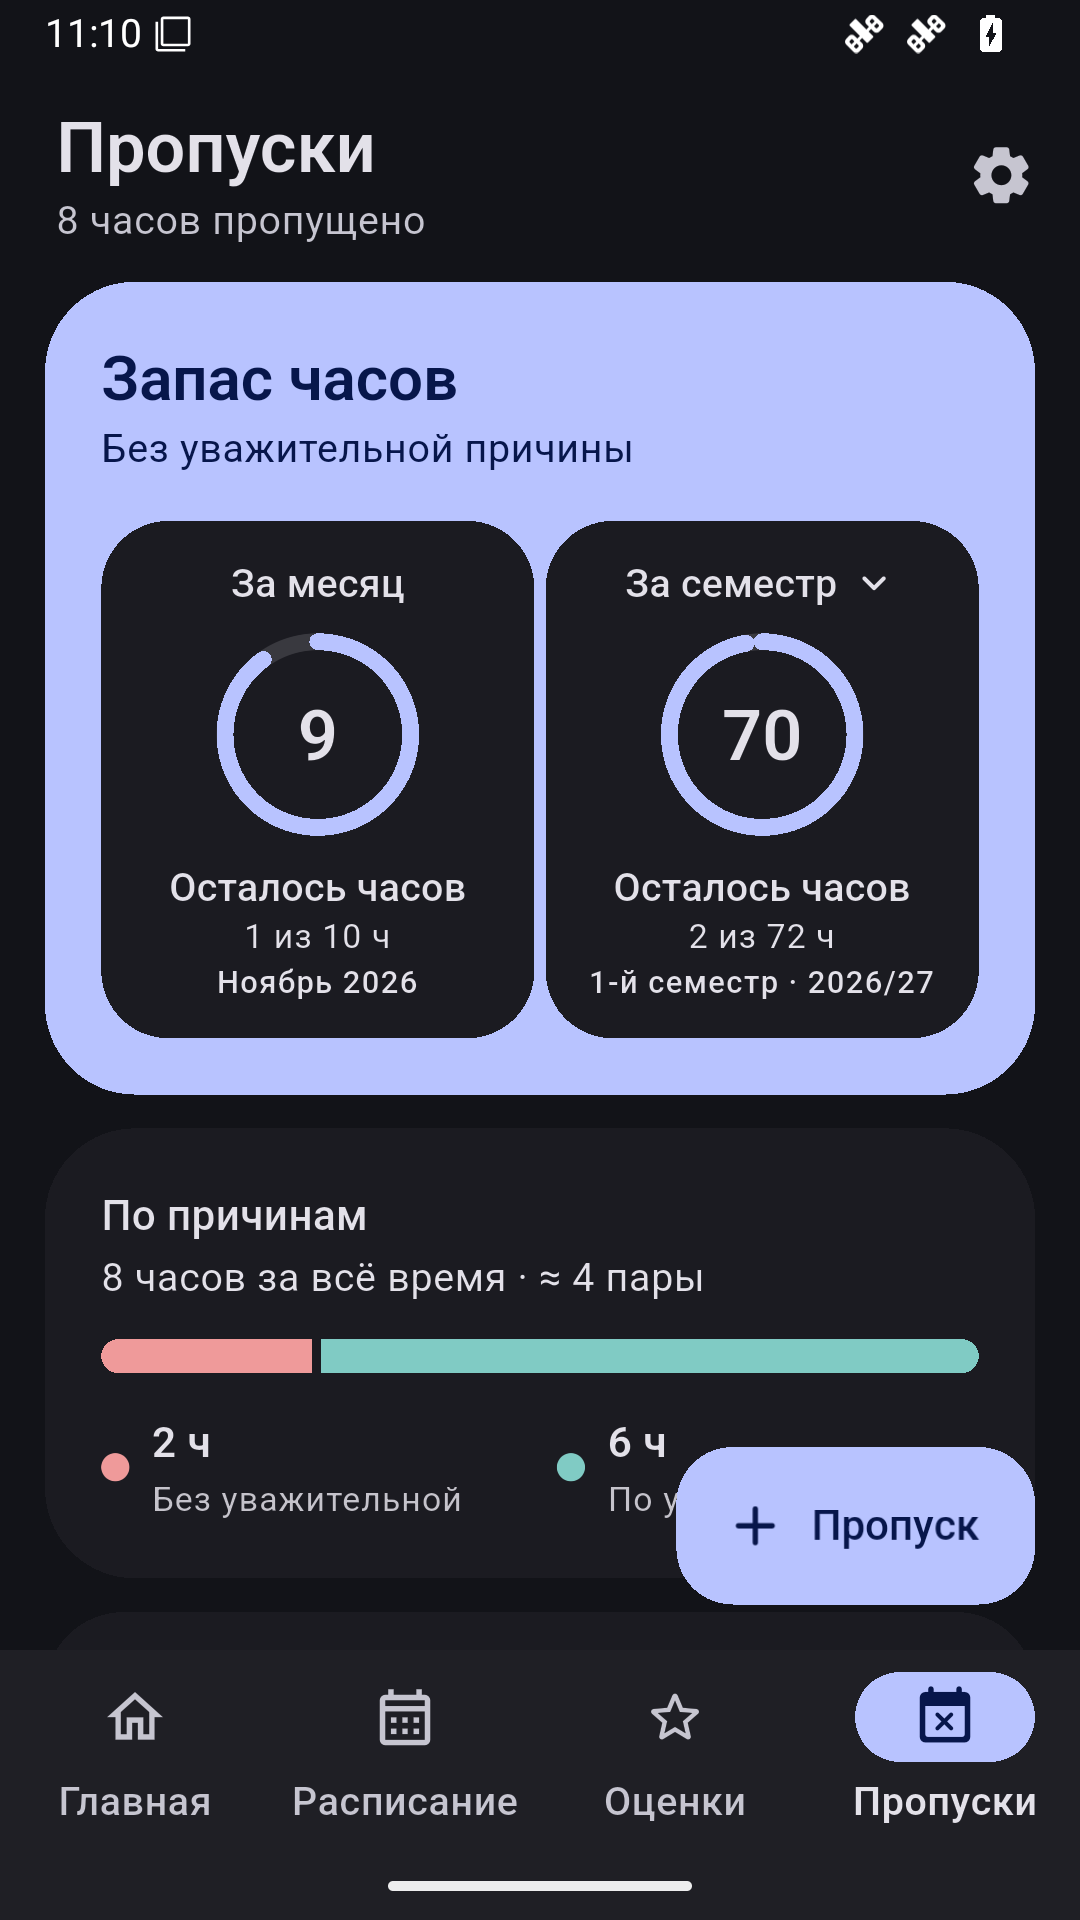 11:10
Пропуски
8 часов пропущено
Запас часов
Без уважительной причины
За месяц
9
Осталось часов
1 из 10 ч
Ноябрь 2026
За семестр
70
Осталось часов
2 из 72 ч
1-й семестр · 2026/27
По причинам
8 часов за всё время · ≈ 4 пары
2 ч
Без уважительной
6 ч
По у
Пропуск
Главная
Расписание
Оценки
Пропуски